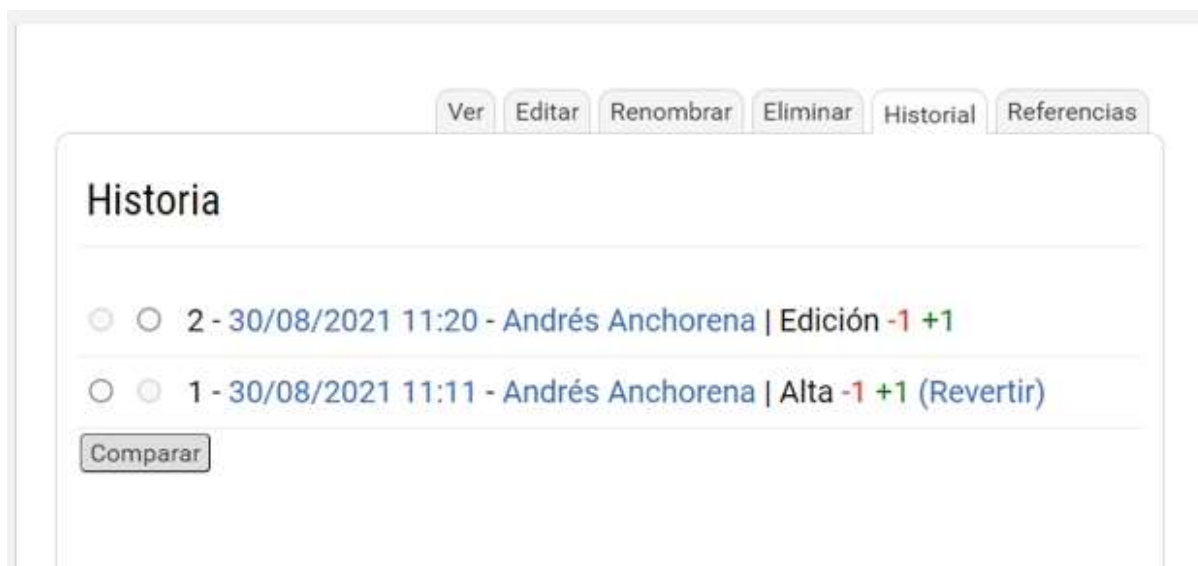 Ver Editar Renombrar Eliminar Historial Referencias
Historia
2 - 30/08/2021 11:20 - Andrés Anchorena | Edición -1 +1
1 - 30/08/2021 11:11 - Andrés Anchorena | Alta -1 +1 (Revertir)
Comparar